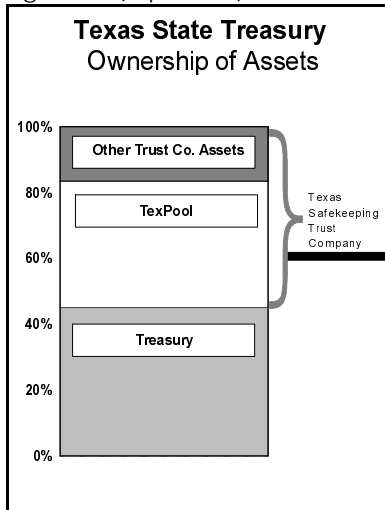 Texas State Treasury
Ownership of Assets
100%
Other Trust Co. Assets
80%
TexPool
Texas
Safekeeping
Trust
Company
60%
40%
Treasury
20%
0%